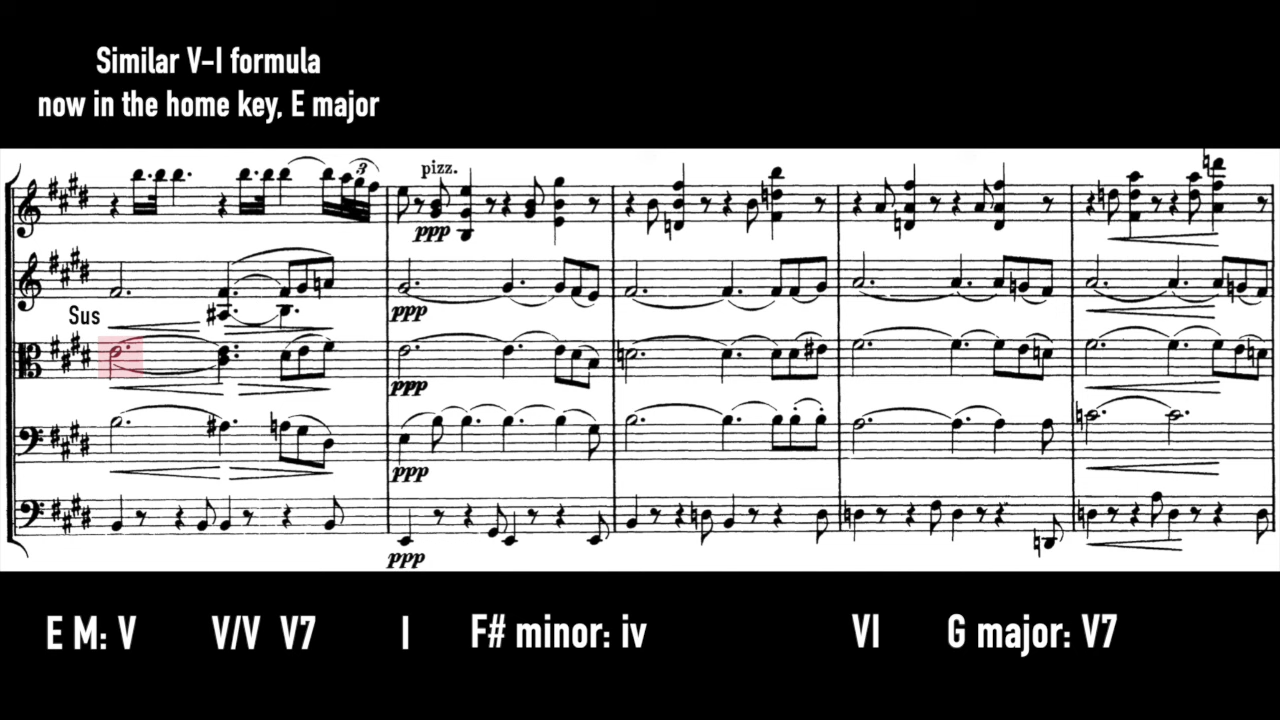 Similar V-I formula
now in the home key, E major
3
pizz.
ppp
Sus
ppp
ppp
ppp
ppp
E M: V V/V V7 I F# minor: iv VI G major: V7